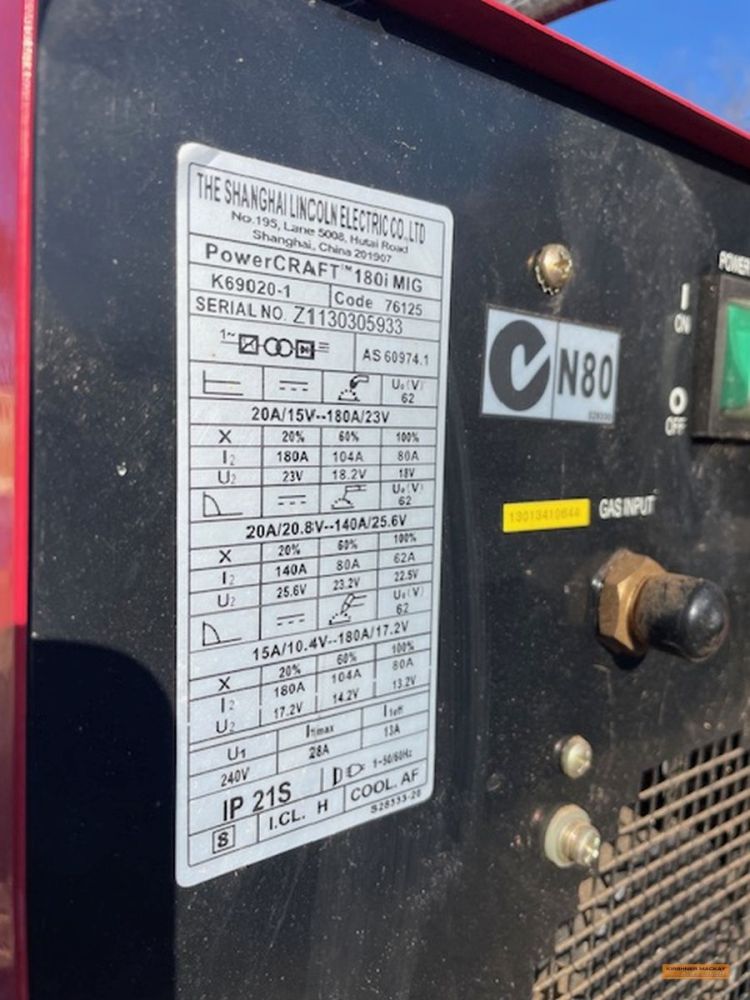 THE SHANGHAI LINCOLN ELECTRIC CO.,LTD
No.195, Lane 5008, Hutai Road
Shanghai, China 201907
PowerCRAFT™ 180i MIG
K69020-1 Code 76125
SERIAL NO. Z1130305933
1~ AS 60974.1
U₀(V) 62
20A/15V--180A/23V
X 20% 60% 100%
I₂ 180A 104A 80A
U₂ 23V 18.2V 18V
U₀(V) 62
20A/20.8V--140A/25.6V
X 20% 60% 100%
I₂ 140A 80A 62A
U₂ 25.6V 23.2V 22.5V
U₀(V) 62
15A/10.4V--180A/17.2V
X 20% 60% 100%
I₂ 180A 104A 80A
U₂ 17.2V 14.2V 13.2V
U₁ I₁max I₁eff
240V 28A 13A
IP 21S 1~50/60Hz
S I.CL. H COOL. AF
S28333-20
N80
POWER
I
ON
O
OFF
13013410644
GAS INPUT
KIRSHNER MACKAY